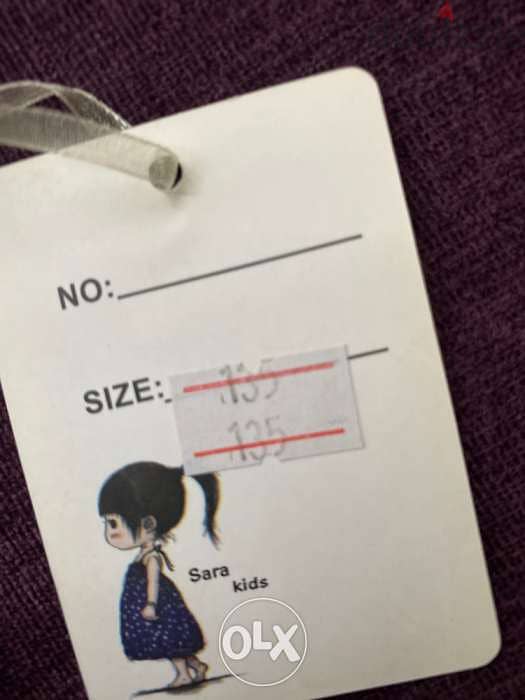 NO:
SIZE:
135
135
Sara
kids
OLX